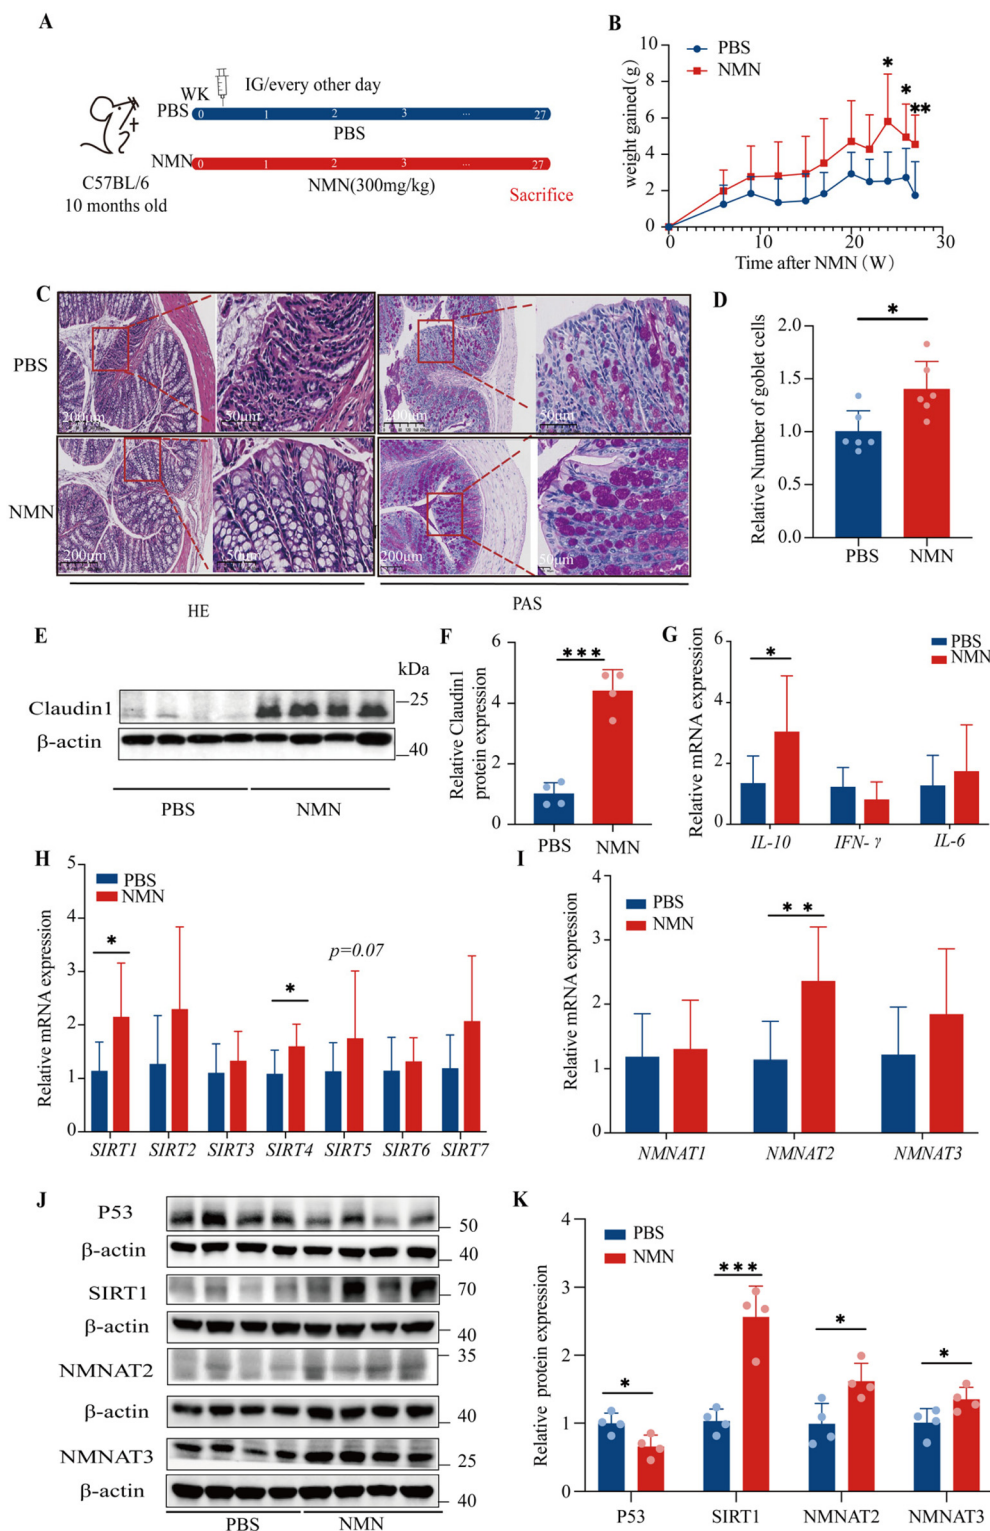 A
WK
IG/every other day
PBS
0 1 2 3 ... 27
PBS
NMN
0 1 2 3 ... 27
NMN(300mg/kg)
C57BL/6
10 months old
Sacrifice
B
PBS
NMN
weight gained(g)
10
8
6
4
2
0
* * **
0 10 20 30
Time after NMN (W)
C
PBS
NMN
200μm 50μm 200μm 50μm
200μm 50μm 200μm 50μm
HE
PAS
D
*
Relative Number of goblet cells
2.0
1.5
1.0
0.5
0.0
PBS NMN
E
kDa
Claudin1
25
β-actin
40
PBS NMN
F
***
Relative Claudin1
protein expression
6
4
2
0
PBS NMN
G
PBS
NMN
*
Relative mRNA expression
6
4
2
0
IL-10 IFN-γ IL-6
H
PBS
NMN
Relative mRNA expression
5
4
3
2
1
0
*
*
p=0.07
SIRT1 SIRT2 SIRT3 SIRT4 SIRT5 SIRT6 SIRT7
I
PBS
NMN
**
Relative mRNA expression
4
3
2
1
0
NMNAT1 NMNAT2 NMNAT3
J
P53
50
β-actin
40
SIRT1
70
β-actin
40
NMNAT2
35
β-actin
40
NMNAT3
25
β-actin
40
PBS NMN
K
PBS
NMN
Relative protein expression
4
3
2
1
0
*
***
*
*
P53 SIRT1 NMNAT2 NMNAT3